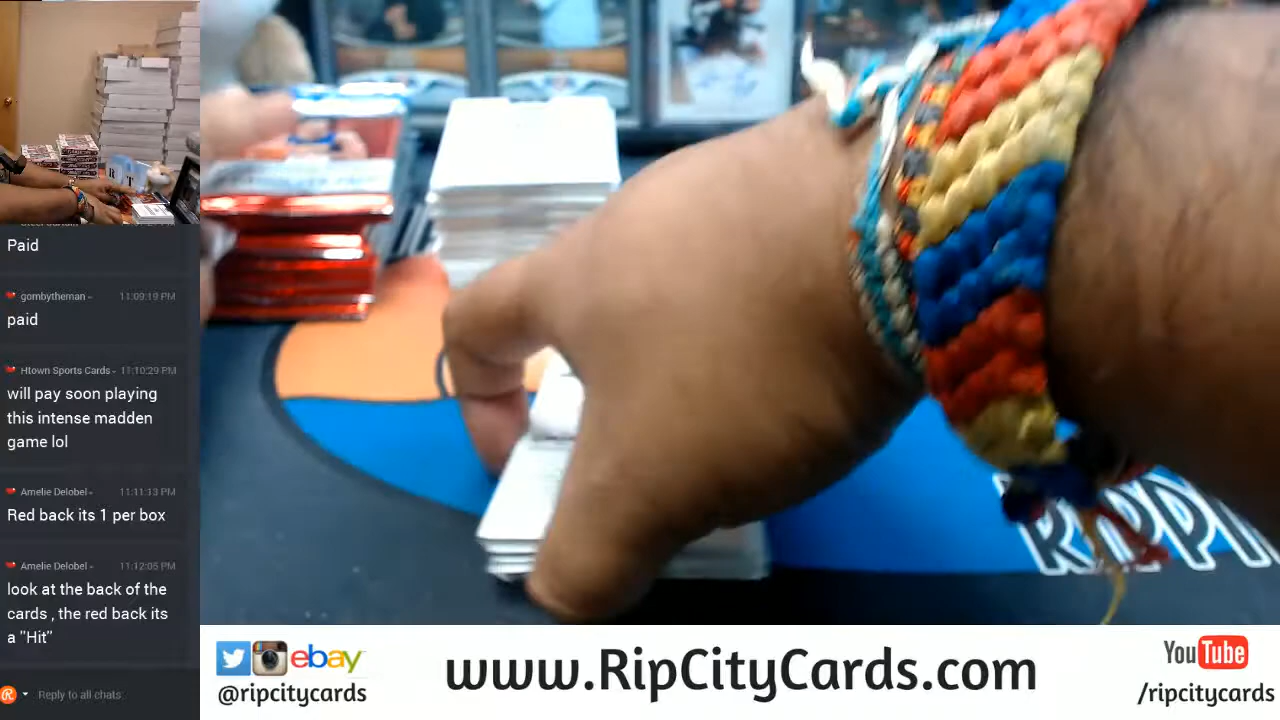 Paid
gombytheman 11:09:19 PM
paid
Htown Sports Cards 11:10:29 PM
will pay soon playing
this intense madden
game lol
Amelie Delobel 11:11:13 PM
Red back its 1 per box
Amelie Delobel 11:12:05 PM
look at the back of the
cards , the red back its
a "Hit"
Reply to all chats:
RIPPI
ebay
@ripcitycards
www.RipCityCards.com
YouTube
/ripcitycards